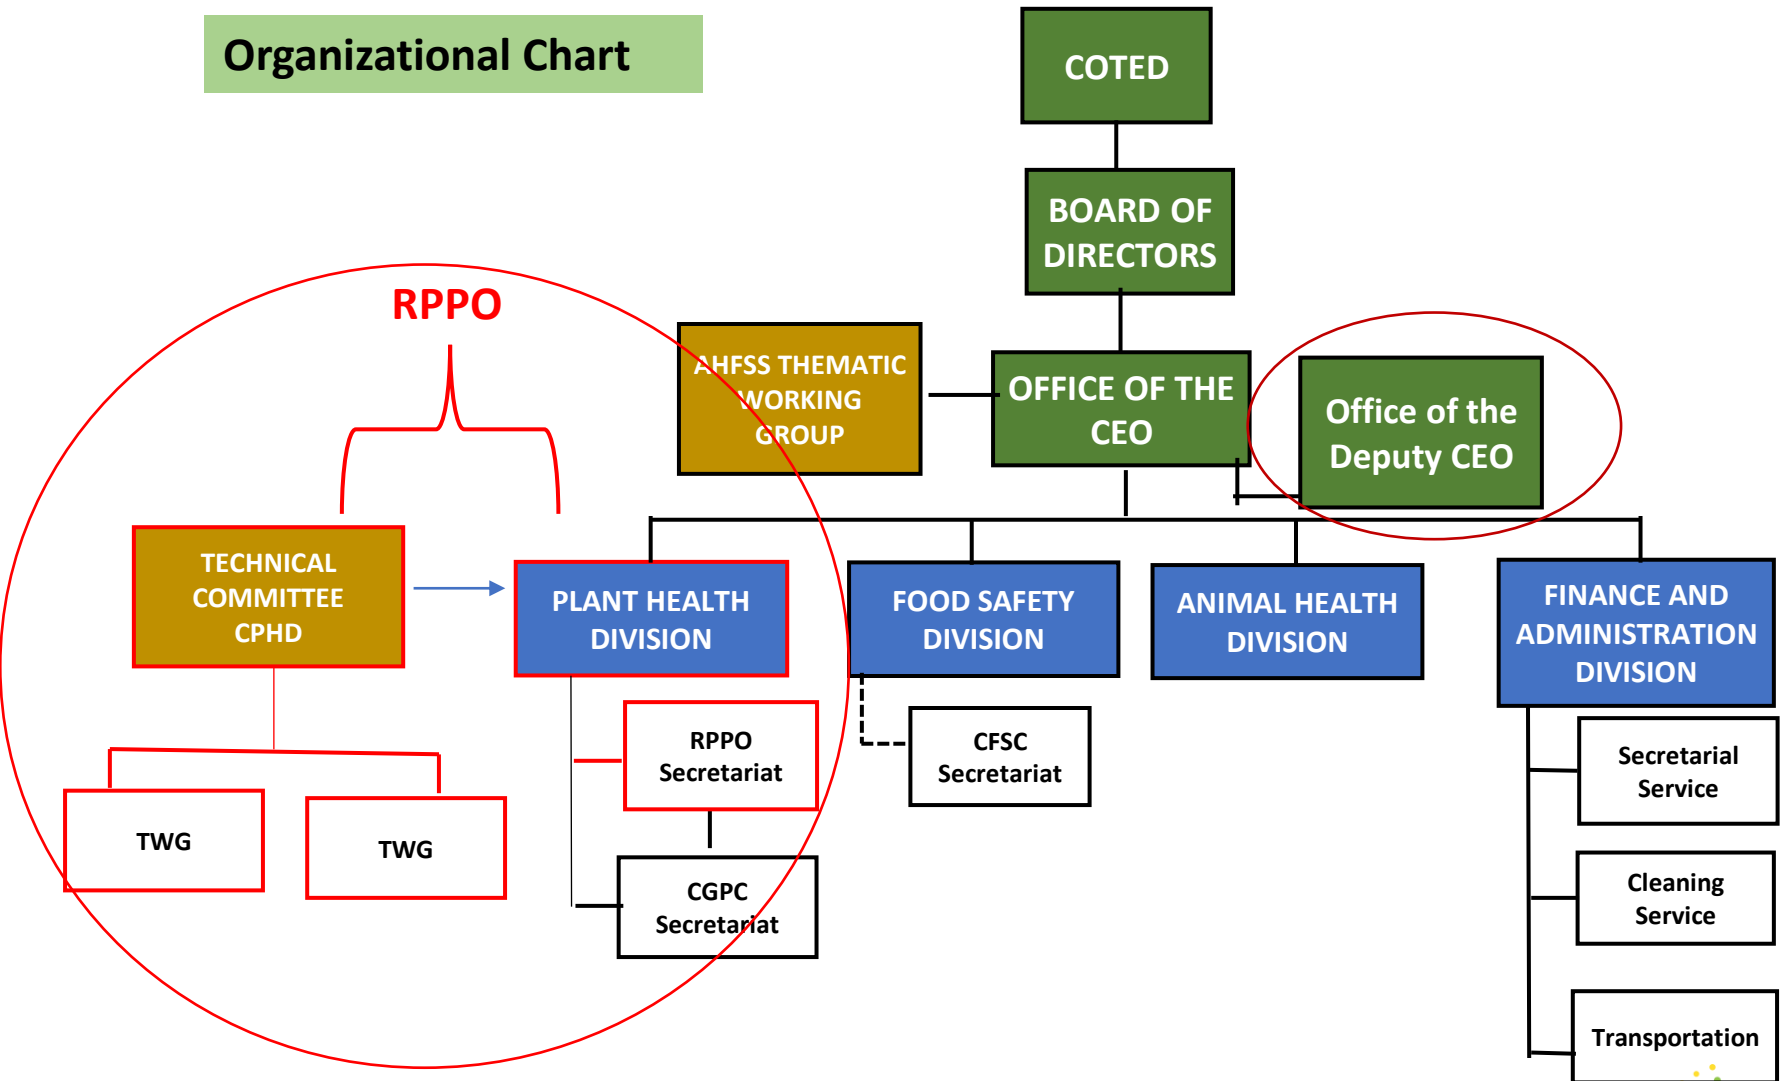 Organizational Chart
COTED
BOARD OF
DIRECTORS
RPPO
AHFSS THEMATIC
WORKING
GROUP
OFFICE OF THE
CEO
Office of the
Deputy CEO
TECHNICAL
COMMITTEE
CPHD
PLANT HEALTH
DIVISION
FOOD SAFETY
DIVISION
ANIMAL HEALTH
DIVISION
FINANCE AND
ADMINISTRATION
DIVISION
RPPO
Secretariat
CFSC
Secretariat
Secretarial
Service
TWG
TWG
CGPC
Secretariat
Cleaning
Service
Transportation